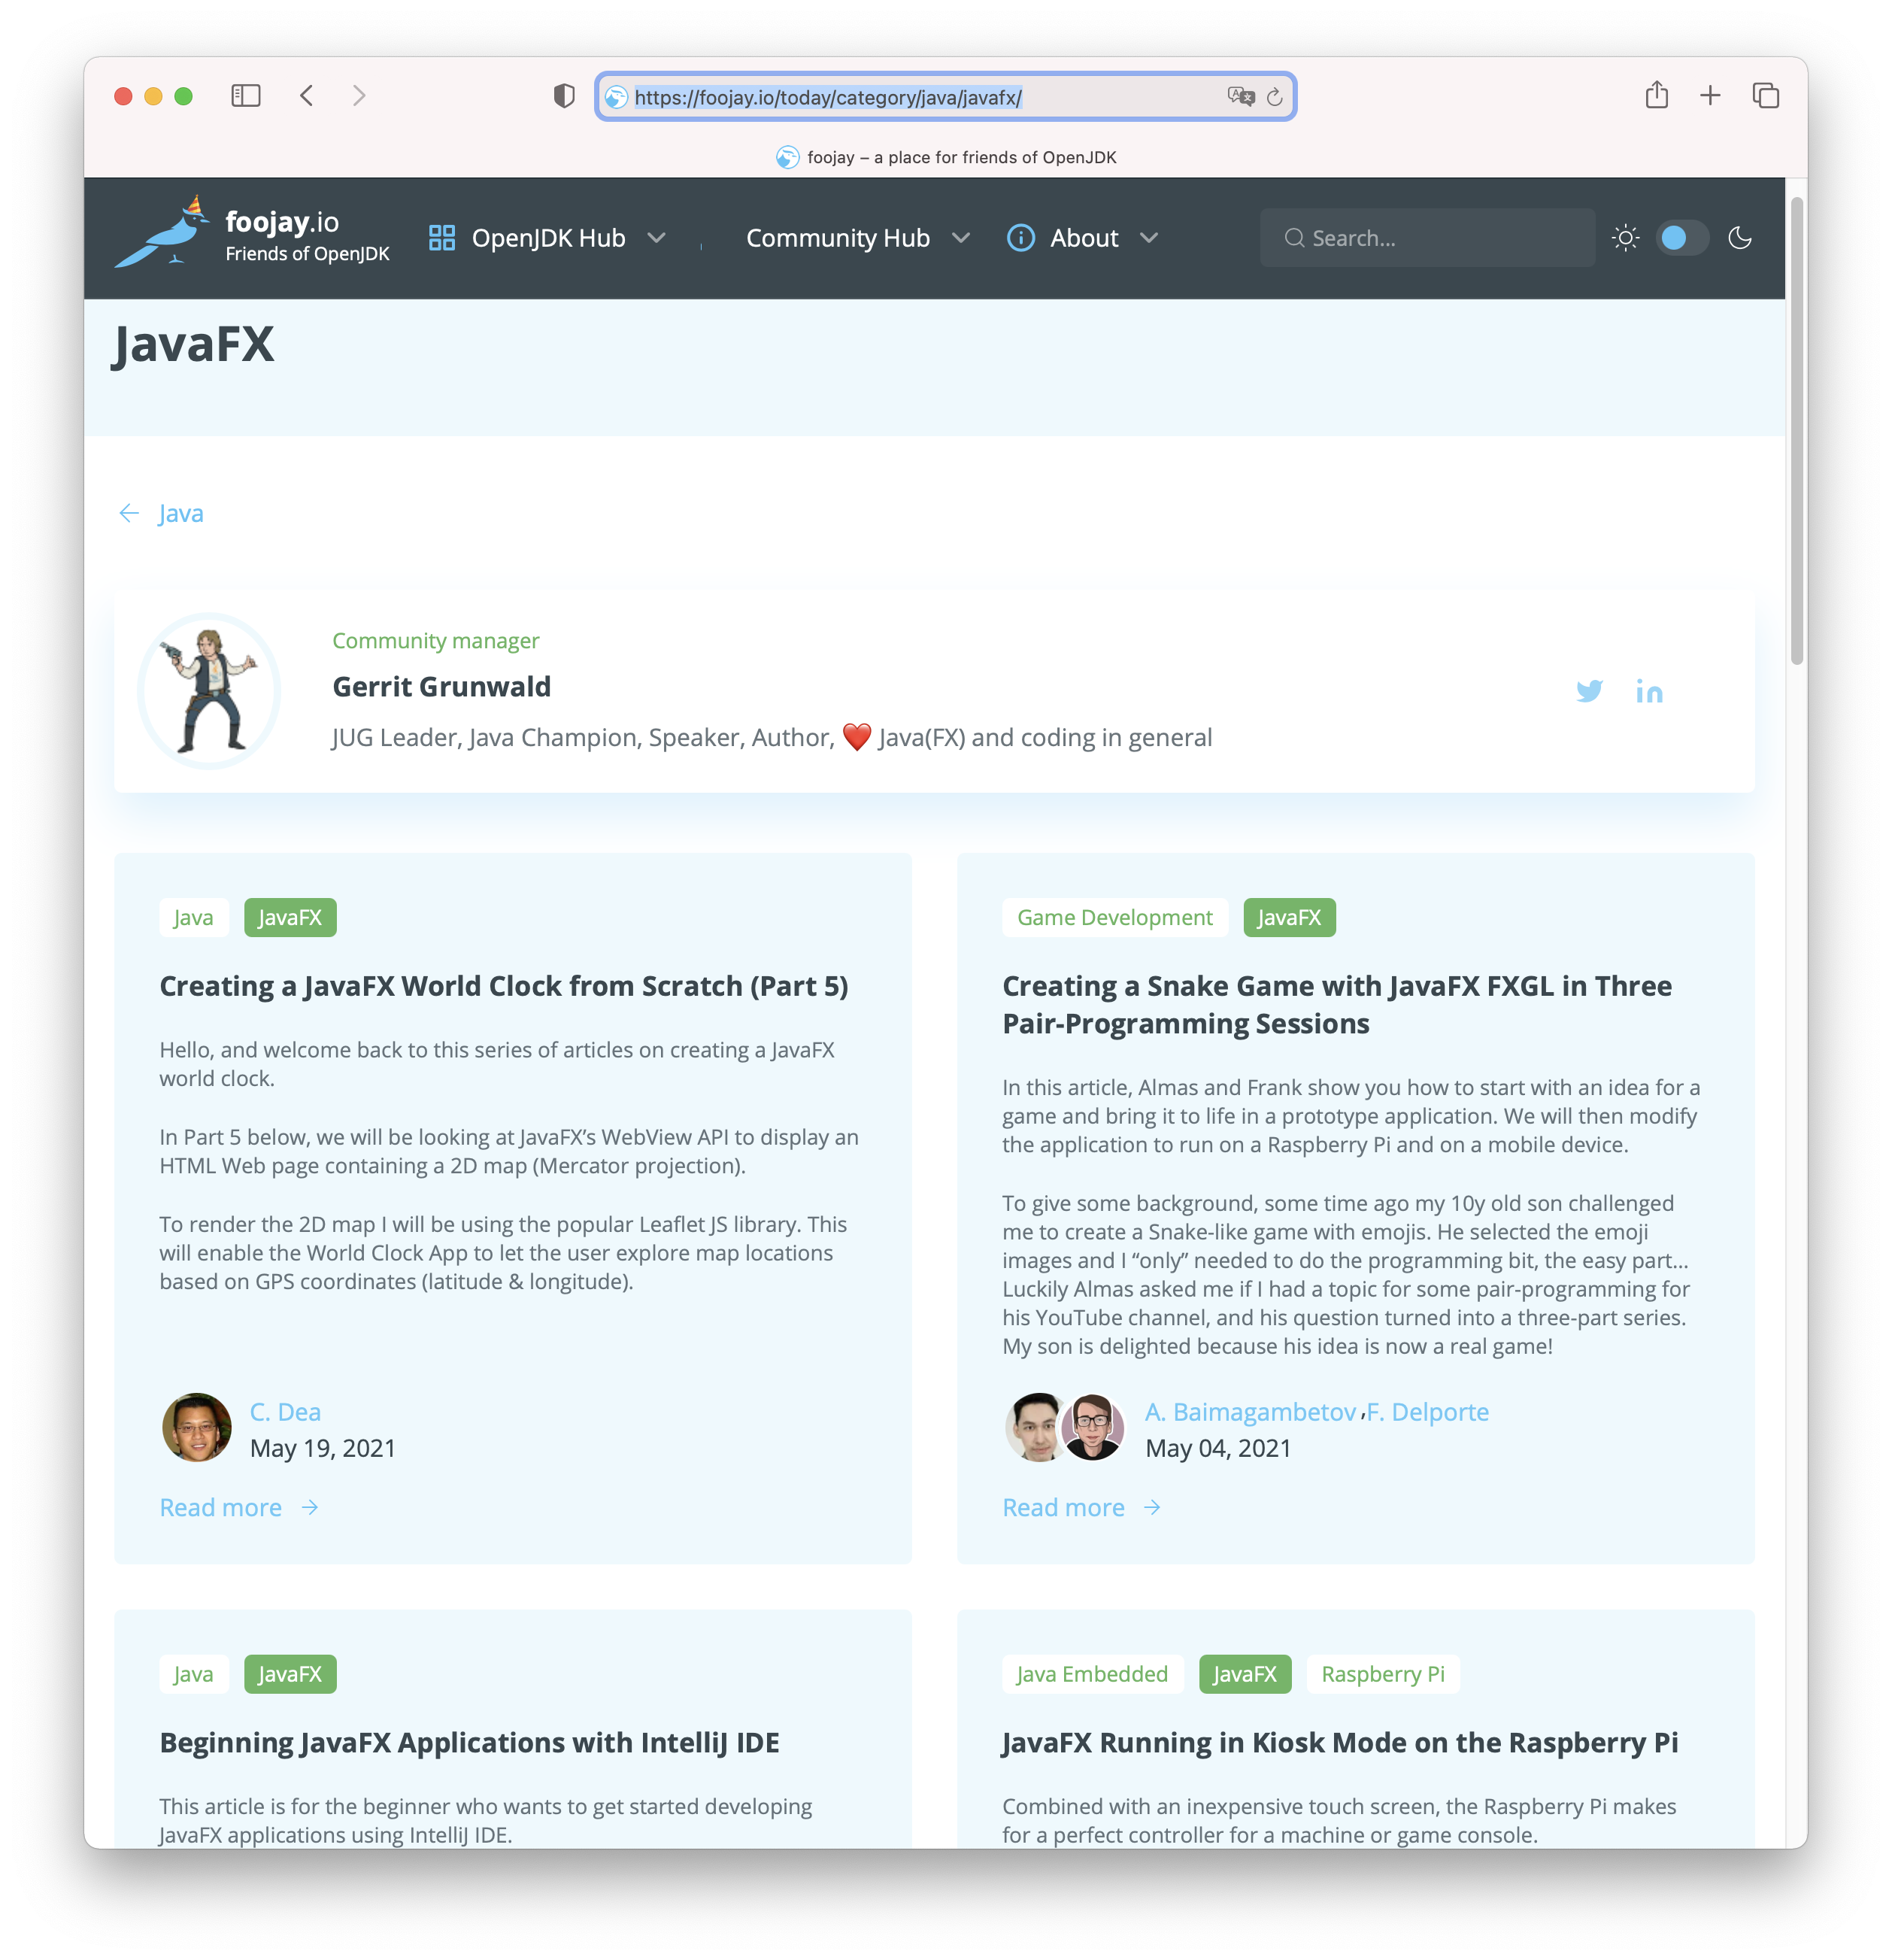 https://foojay.io/today/category/java/javafx/
foojay – a place for friends of OpenJDK
foojay.io
Friends of OpenJDK
OpenJDK Hub
Community Hub
About
Search...
JavaFX
Java
Community manager
Gerrit Grunwald
JUG Leader, Java Champion, Speaker, Author, ❤️ Java(FX) and coding in general
Java JavaFX
Creating a JavaFX World Clock from Scratch (Part 5)
Hello, and welcome back to this series of articles on creating a JavaFX
world clock.
In Part 5 below, we will be looking at JavaFX’s WebView API to display an
HTML Web page containing a 2D map (Mercator projection).
To render the 2D map I will be using the popular Leaflet JS library. This
will enable the World Clock App to let the user explore map locations
based on GPS coordinates (latitude & longitude).
C. Dea
May 19, 2021
Read more
Game Development JavaFX
Creating a Snake Game with JavaFX FXGL in Three
Pair-Programming Sessions
In this article, Almas and Frank show you how to start with an idea for a
game and bring it to life in a prototype application. We will then modify
the application to run on a Raspberry Pi and on a mobile device.
To give some background, some time ago my 10y old son challenged
me to create a Snake-like game with emojis. He selected the emoji
images and I “only” needed to do the programming bit, the easy part…
Luckily Almas asked me if I had a topic for some pair-programming for
his YouTube channel, and his question turned into a three-part series.
My son is delighted because his idea is now a real game!
A. Baimagambetov ,F. Delporte
May 04, 2021
Read more
Java JavaFX
Beginning JavaFX Applications with IntelliJ IDE
This article is for the beginner who wants to get started developing
JavaFX applications using IntelliJ IDE.
Java Embedded JavaFX Raspberry Pi
JavaFX Running in Kiosk Mode on the Raspberry Pi
Combined with an inexpensive touch screen, the Raspberry Pi makes
for a perfect controller for a machine or game console.